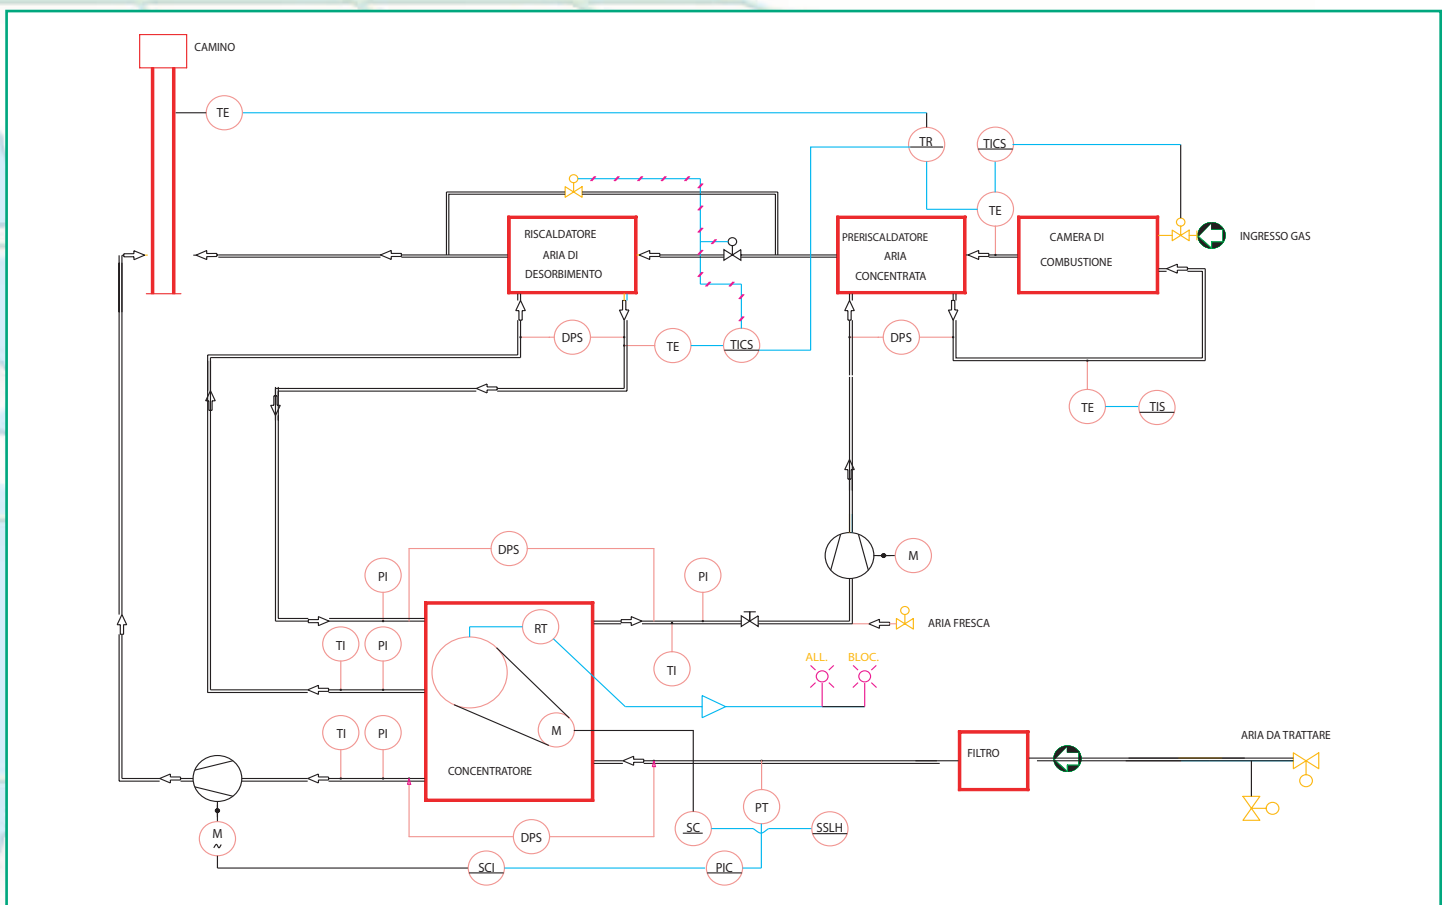 CAMINO
TE
TR
TICS
TE
RISCALDATORE
ARIA DI
DESORBIMENTO
PRERISCALDATORE
ARIA
CONCENTRATA
CAMERA DI
COMBUSTIONE
INGRESSO GAS
DPS
TE
TICS
DPS
TE
TIS
DPS
M
PI
PI
ARIA FRESCA
RT
TI
PI
TI
ALL.
BLOC.
M
TI
PI
CONCENTRATORE
FILTRO
ARIA DA TRATTARE
M
~
DPS
SC
PT
SSLH
SCI
PIC